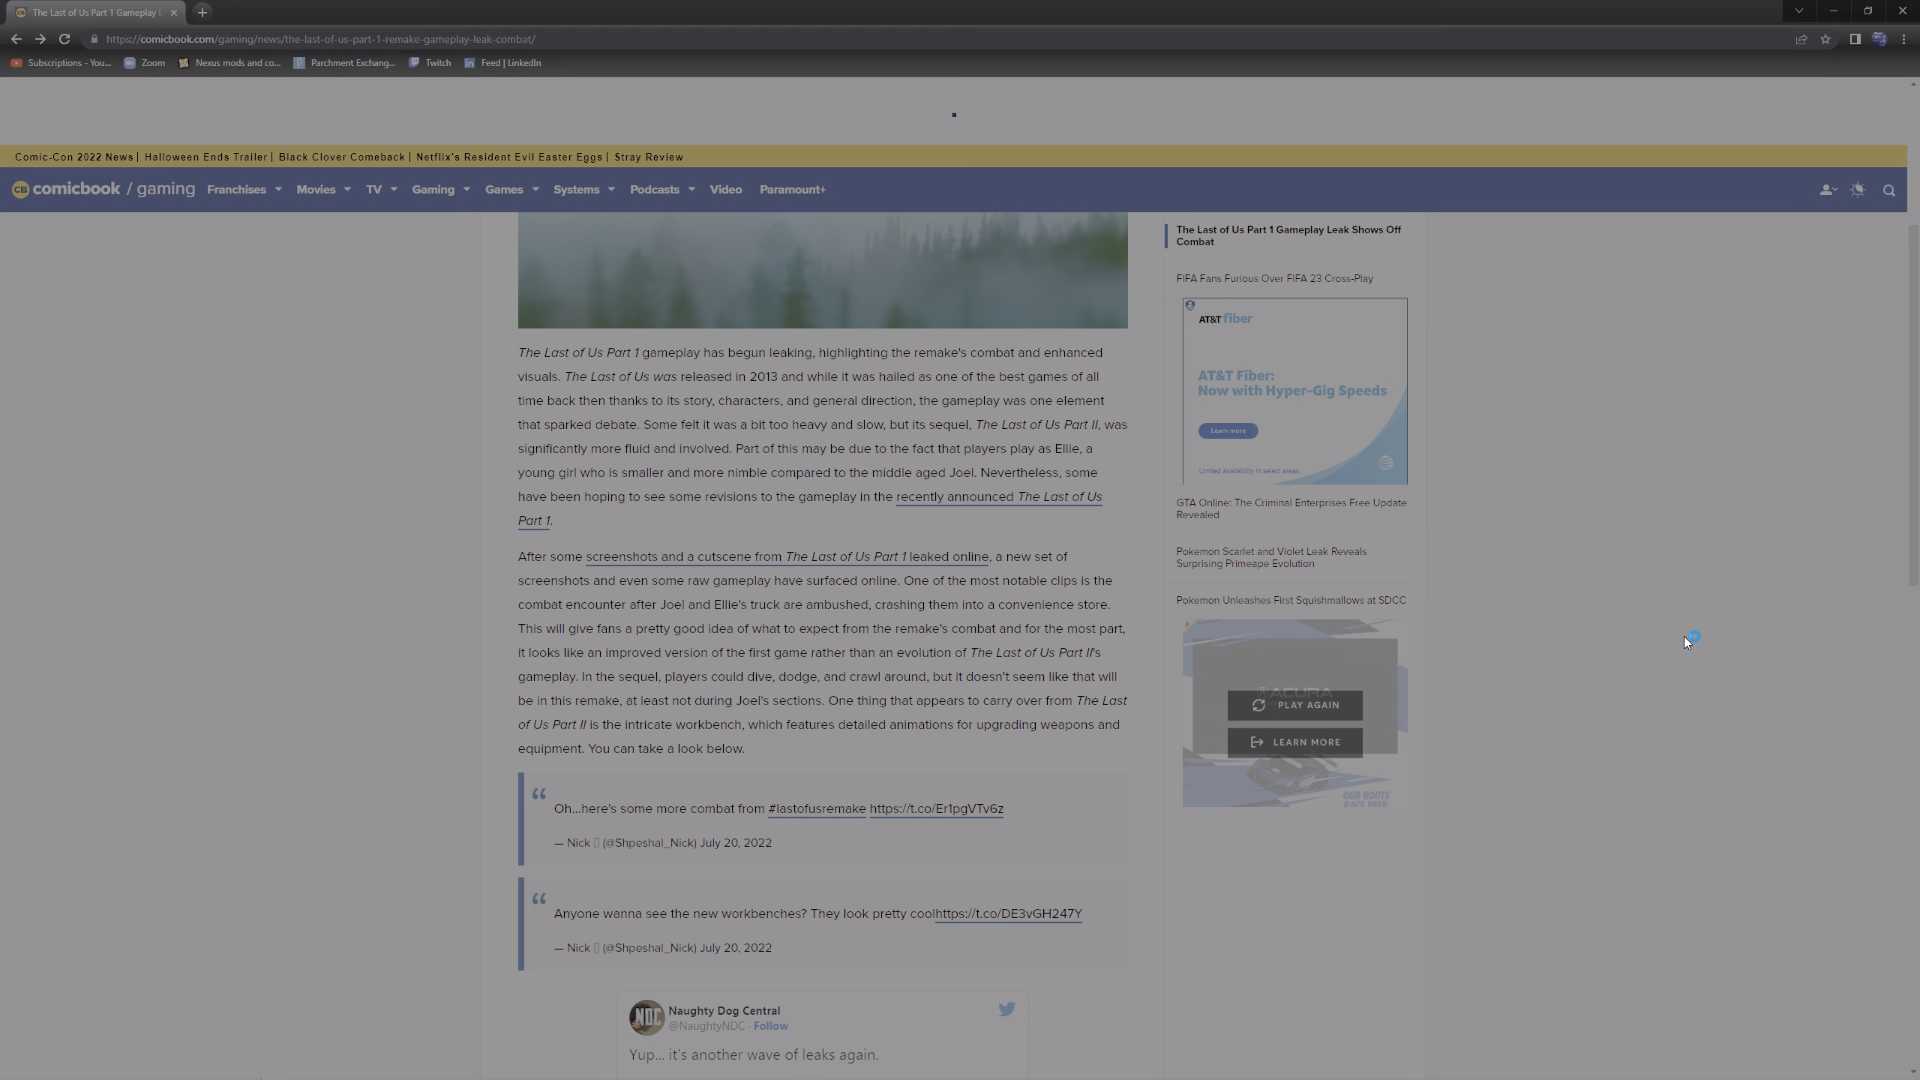 The Last of Us Part 1 Gameplay L
https://comicbook.com/gaming/news/the-last-of-us-part-1-remake-gameplay-leak-combat/
Subscriptions - You... Zoom Nexus mods and co... Parchment Exchang... Twitch Feed | LinkedIn
Comic-Con 2022 News | Halloween Ends Trailer | Black Clover Comeback | Netflix's Resident Evil Easter Eggs | Stray Review
CB comicbook / gaming Franchises Movies TV Gaming Games Systems Podcasts Video Paramount+
The Last of Us Part 1 gameplay has begun leaking, highlighting the remake's combat and enhanced
visuals. The Last of Us was released in 2013 and while it was hailed as one of the best games of all
time back then thanks to its story, characters, and general direction, the gameplay was one element
that sparked debate. Some felt it was a bit too heavy and slow, but its sequel, The Last of Us Part II, was
significantly more fluid and involved. Part of this may be due to the fact that players play as Ellie, a
young girl who is smaller and more nimble compared to the middle aged Joel. Nevertheless, some
have been hoping to see some revisions to the gameplay in the recently announced The Last of Us
Part 1.
After some screenshots and a cutscene from The Last of Us Part 1 leaked online, a new set of
screenshots and even some raw gameplay have surfaced online. One of the most notable clips is the
combat encounter after Joel and Ellie's truck are ambushed, crashing them into a convenience store.
This will give fans a pretty good idea of what to expect from the remake's combat and for the most part,
it looks like an improved version of the first game rather than an evolution of The Last of Us Part II's
gameplay. In the sequel, players could dive, dodge, and crawl around, but it doesn't seem like that will
be in this remake, at least not during Joel's sections. One thing that appears to carry over from The Last
of Us Part II is the intricate workbench, which features detailed animations for upgrading weapons and
equipment. You can take a look below.
“ Oh...here's some more combat from #lastofusremake https://t.co/Er1pgVTv6z
— Nick (@Shpeshal_Nick) July 20, 2022
“ Anyone wanna see the new workbenches? They look pretty coolhttps://t.co/DE3vGH247Y
— Nick (@Shpeshal_Nick) July 20, 2022
NDC Naughty Dog Central
@NaughtyNDC · Follow
Yup... it's another wave of leaks again.
The Last of Us Part 1 Gameplay Leak Shows Off
Combat
FIFA Fans Furious Over FIFA 23 Cross-Play
AT&T fiber
AT&T Fiber:
Now with Hyper-Gig Speeds
Learn more
Limited availability in select areas.
GTA Online: The Criminal Enterprises Free Update
Revealed
Pokemon Scarlet and Violet Leak Reveals
Surprising Primeape Evolution
Pokemon Unleashes First Squishmallows at SDCC
ACURA
PLAY AGAIN
LEARN MORE
OUR ROOTS
RACE DEEP